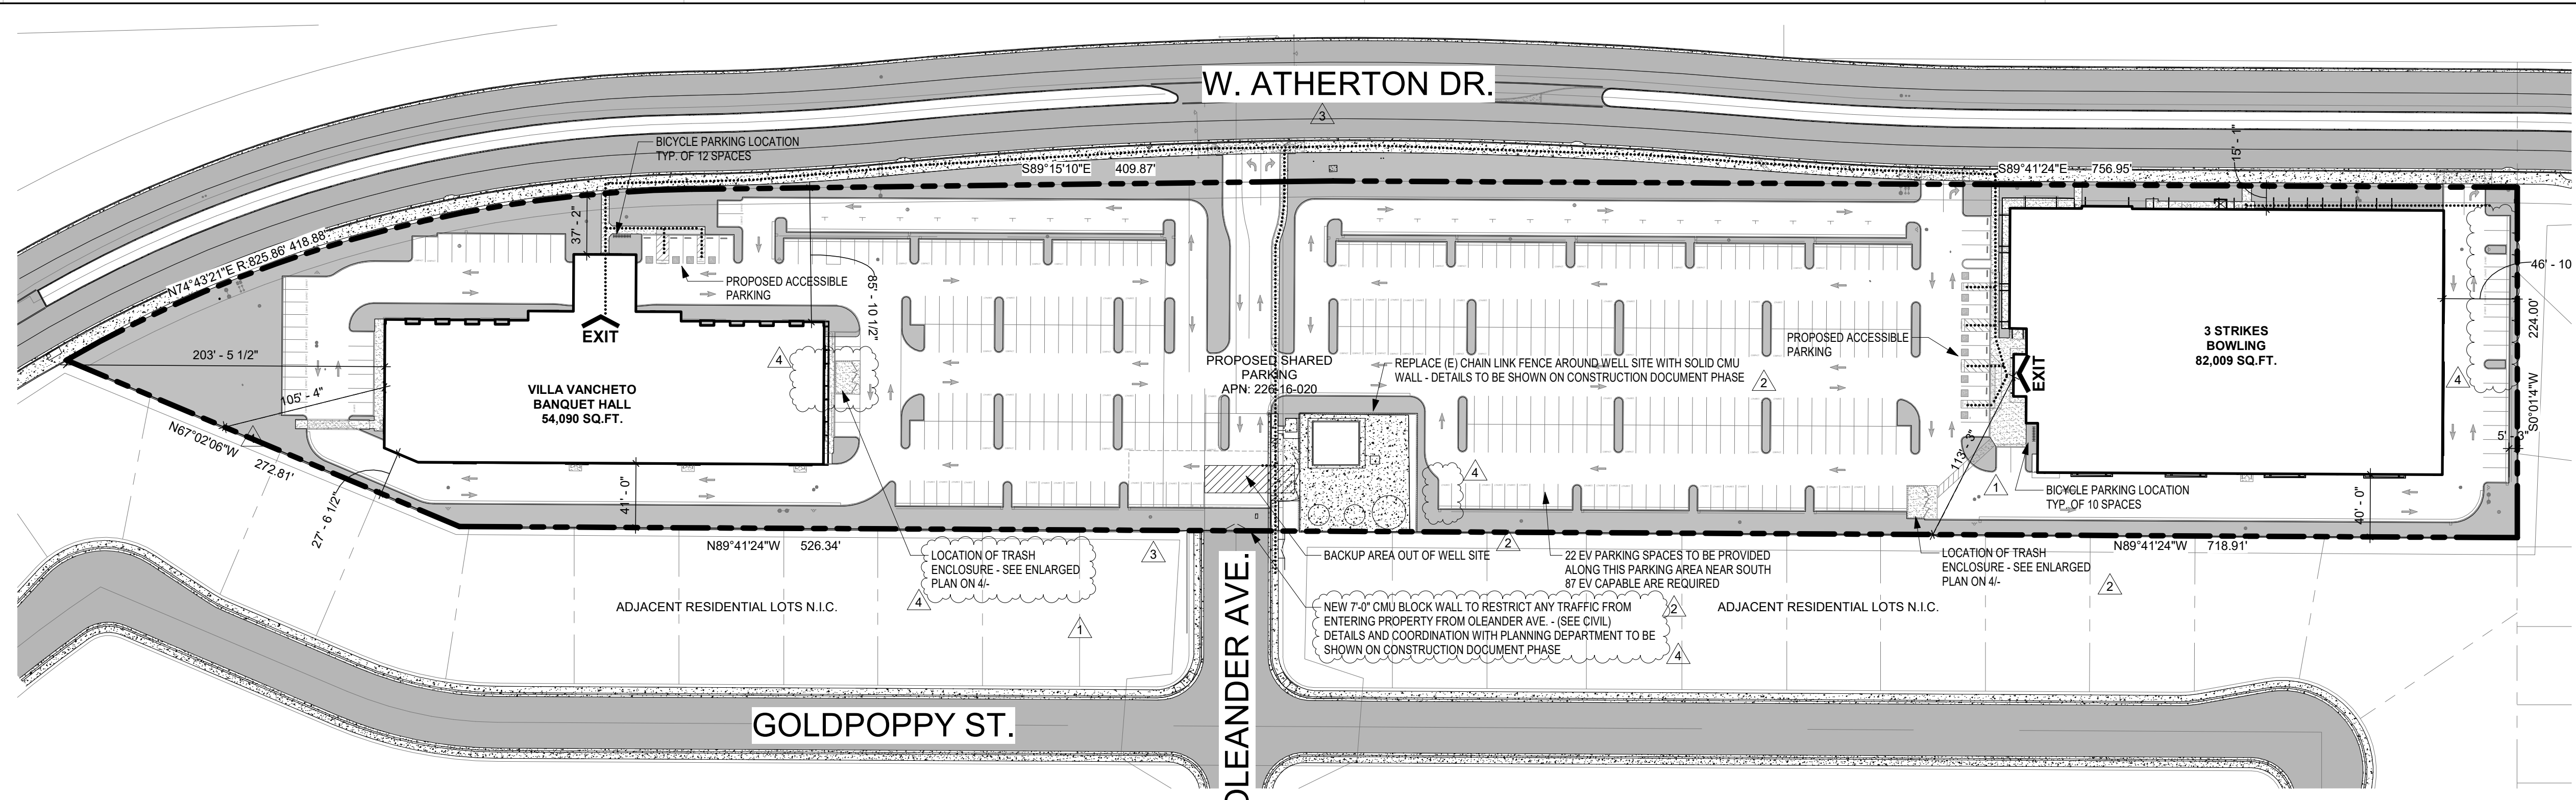 W. ATHERTON DR.
3
BICYCLE PARKING LOCATION
TYP. OF 12 SPACES
S89°15'10"E 409.87'
S89°41'24"E 756.95'
15' - 1"
N74°43'21"E R:825.86' 418.88'
37' - 2"
PROPOSED ACCESSIBLE
PARKING
85' - 10 1/2"
EXIT
203' - 5 1/2"
105' - 4"
VILLA VANCHETO
BANQUET HALL
54,090 SQ.FT.
4
PROPOSED SHARED
PARKING
APN: 226-16-020
REPLACE (E) CHAIN LINK FENCE AROUND WELL SITE WITH SOLID CMU
WALL - DETAILS TO BE SHOWN ON CONSTRUCTION DOCUMENT PHASE
2
PROPOSED ACCESSIBLE
PARKING
EXIT
3 STRIKES
BOWLING
82,009 SQ.FT.
46' - 10
224.00'
S0°01'4"W
4
5' - 3"
N67°02'06"W 272.81'
27' - 6 1/2"
41' - 0"
4
113' - 3"
1
BICYCLE PARKING LOCATION
TYP. OF 10 SPACES
40' - 0"
N89°41'24"W 526.34'
LOCATION OF TRASH
ENCLOSURE - SEE ENLARGED
PLAN ON 4/-
4
3
1
BACKUP AREA OUT OF WELL SITE
2
22 EV PARKING SPACES TO BE PROVIDED
ALONG THIS PARKING AREA NEAR SOUTH
87 EV CAPABLE ARE REQUIRED
LOCATION OF TRASH
ENCLOSURE - SEE ENLARGED
PLAN ON 4/-
2
N89°41'24"W 718.91'
ADJACENT RESIDENTIAL LOTS N.I.C.
NEW 7'-0" CMU BLOCK WALL TO RESTRICT ANY TRAFFIC FROM
ENTERING PROPERTY FROM OLEANDER AVE. - (SEE CIVIL)
DETAILS AND COORDINATION WITH PLANNING DEPARTMENT TO BE
SHOWN ON CONSTRUCTION DOCUMENT PHASE
2
4
ADJACENT RESIDENTIAL LOTS N.I.C.
GOLDPOPPY ST.
OLEANDER AVE.